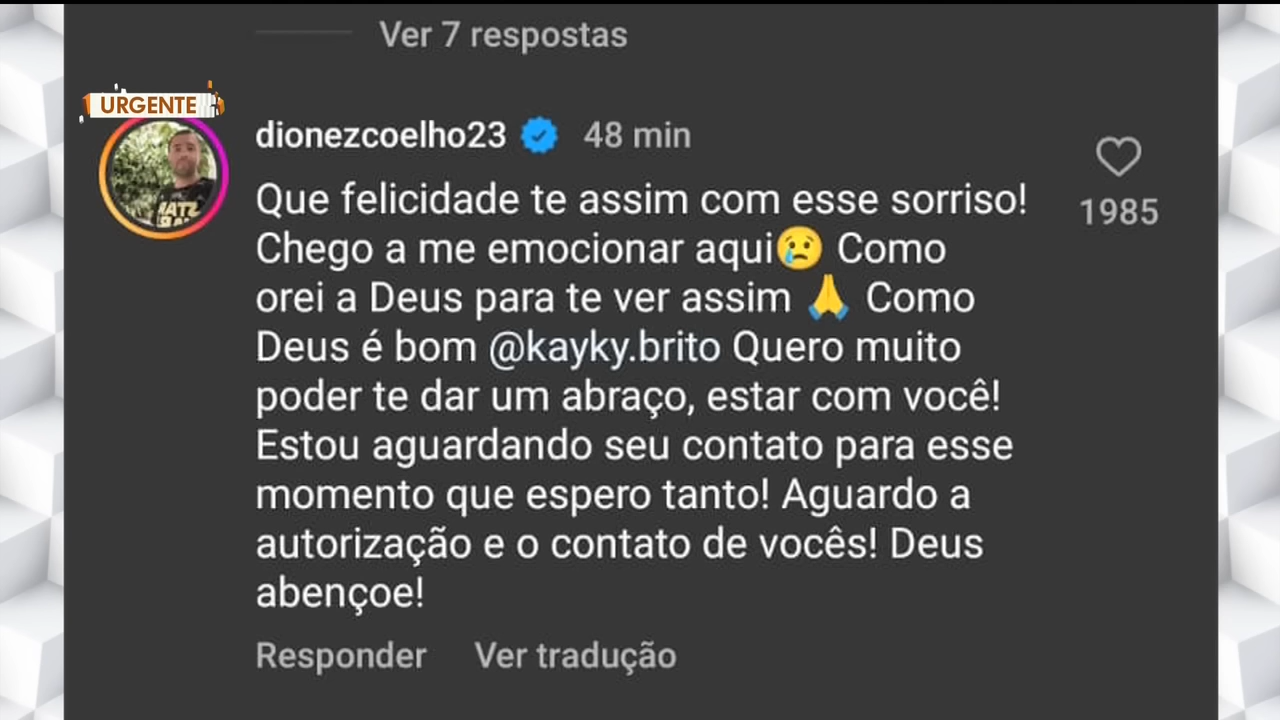 Ver 7 respostas
URGENTE
dionezcoelho23 48 min
Que felicidade te assim com esse sorriso!
Chego a me emocionar aqui😢 Como
orei a Deus para te ver assim 🙏 Como
Deus é bom @kayky.brito Quero muito
poder te dar um abraço, estar com você!
Estou aguardando seu contato para esse
momento que espero tanto! Aguardo a
autorização e o contato de vocês! Deus
abençoe!
1985
Responder Ver tradução